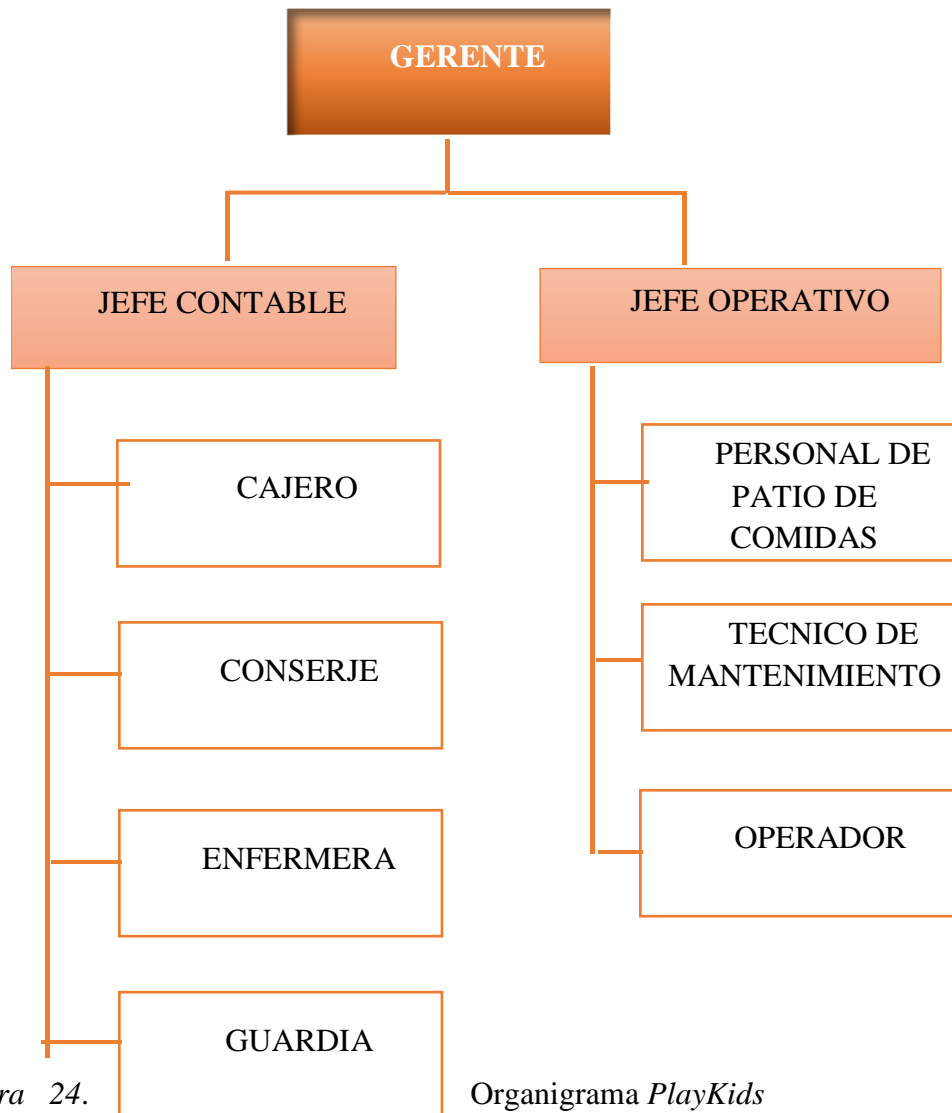 GERENTE
JEFE CONTABLE
JEFE OPERATIVO
CAJERO
CONSERJE
ENFERMERA
GUARDIA
PERSONAL DE
PATIO DE
COMIDAS
TECNICO DE
MANTENIMIENTO
OPERADOR
ra 24. Organigrama PlayKids